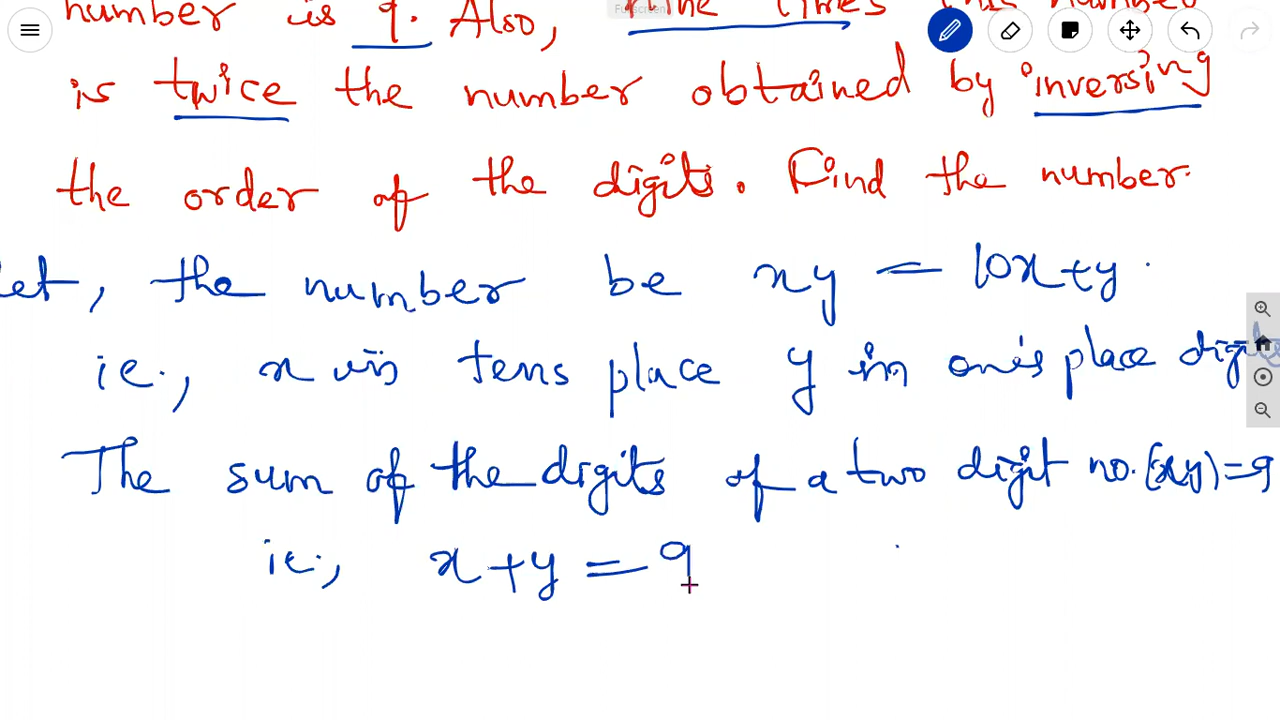 number is 9. Also, nine times this number
is twice the number obtained by inversing
the order of the digits. Find the number.
Let, the number be xy = 10x+y.
ie., x in tens place y in one's place
The sum of the digits of a two digit no. (xy) = 9
ie., x+y = 9